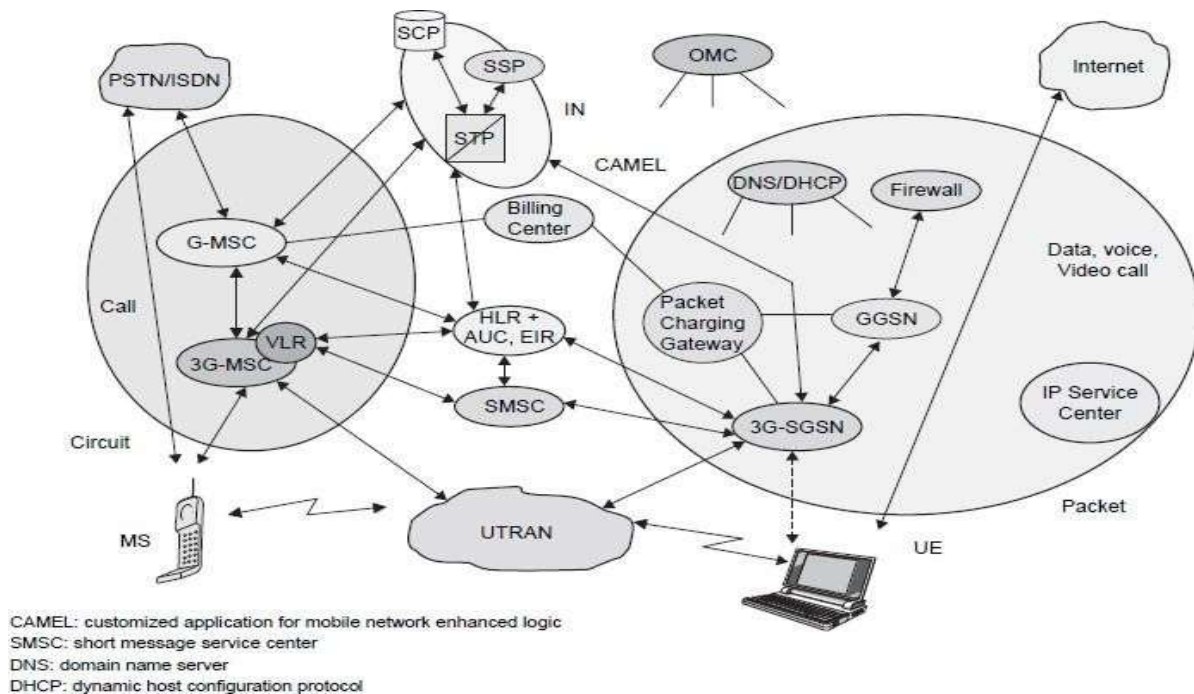 SCP
SSP
STP
IN
OMC
PSTN/ISDN
Internet
CAMEL
DNS/DHCP
Firewall
Billing
Center
G-MSC
Data, voice,
Video call
Call
Packet
Charging
Gateway
GGSN
HLR +
AUC, EIR
VLR
3G-MSC
SMSC
3G-SGSN
IP Service
Center
Circuit
Packet
MS
UTRAN
UE
CAMEL: customized application for mobile network enhanced logic
SMSC: short message service center
DNS: domain name server
DHCP: dynamic host configuration protocol